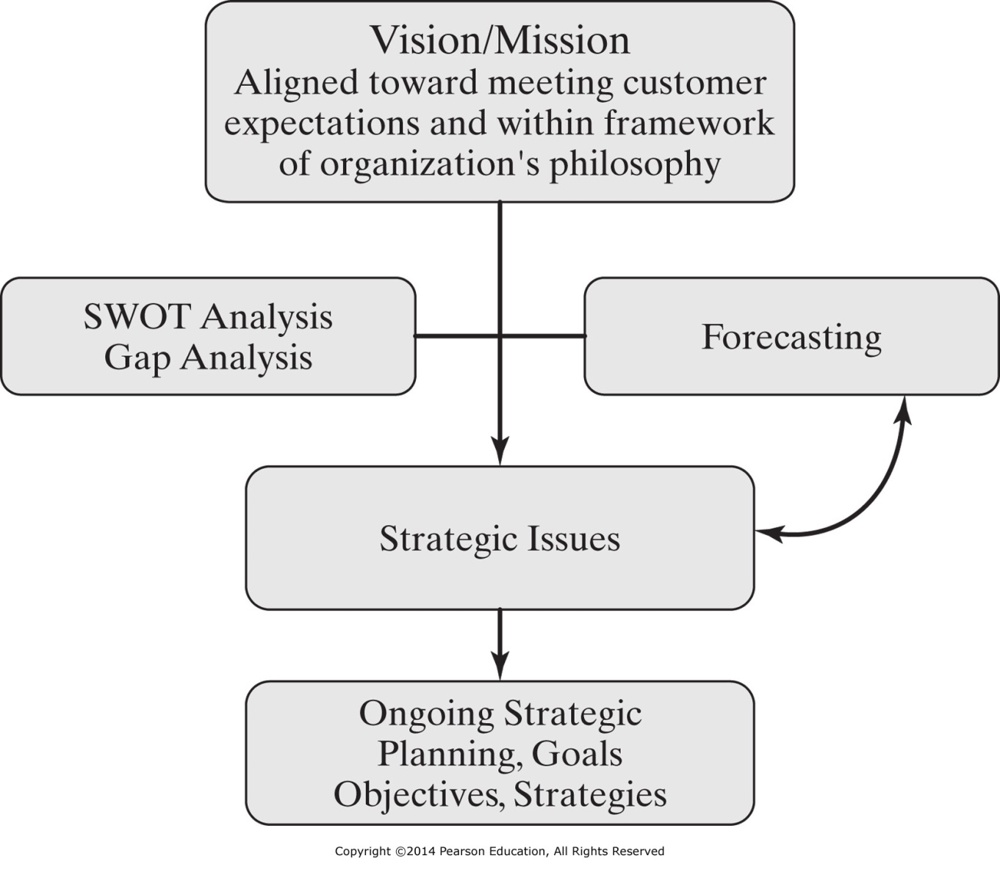 Vision/Mission
Aligned toward meeting customer
expectations and within framework
of organization's philosophy
SWOT Analysis
Gap Analysis
Forecasting
Strategic Issues
Ongoing Strategic
Planning, Goals
Objectives, Strategies
Copyright ©2014 Pearson Education, All Rights Reserved